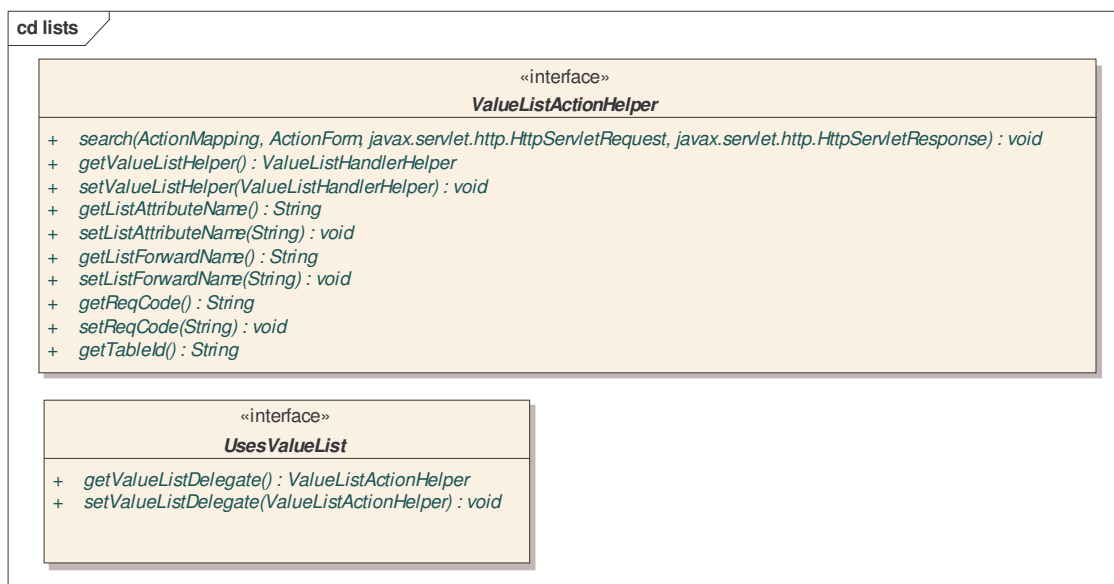 cd lists
«interface»
ValueListActionHelper
+ search(ActionMapping, ActionForm, javax.servlet.http.HttpServletRequest, javax.servlet.http.HttpServletResponse) : void
+ getValueListHelper() : ValueListHandlerHelper
+ setValueListHelper(ValueListHandlerHelper) : void
+ getListAttributeName() : String
+ setListAttributeName(String) : void
+ getListForwardName() : String
+ setListForwardName(String) : void
+ getReqCode() : String
+ setReqCode(String) : void
+ getTableId() : String
«interface»
UsesValueList
+ getValueListDelegate() : ValueListActionHelper
+ setValueListDelegate(ValueListActionHelper) : void